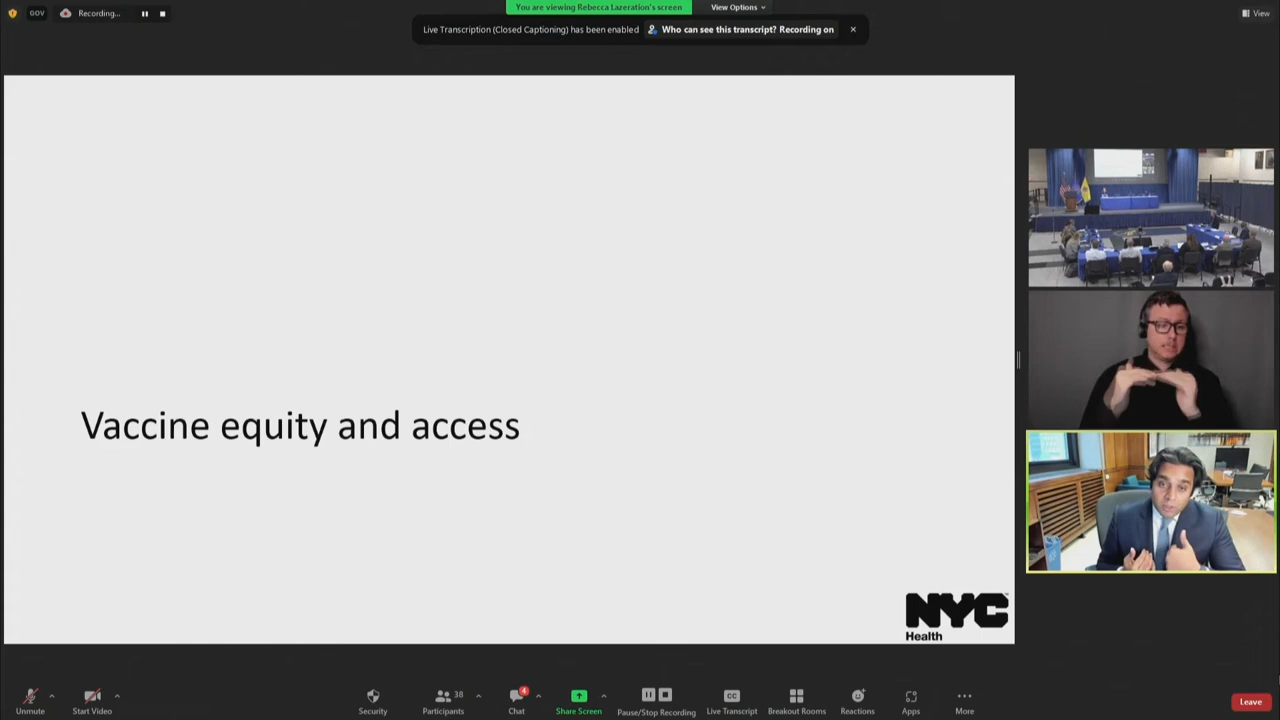 GOV
Recording...
You are viewing Rebecca Lazeration's screen
View Options
View
Live Transcription (Closed Captioning) has been enabled
Who can see this transcript? Recording on
Vaccine equity and access
NYC
Health
Unmute
Start Video
Security
Participants
38
Chat
4
Share Screen
Pause/Stop Recording
CC
Live Transcript
Breakout Rooms
Reactions
Apps
More
Leave